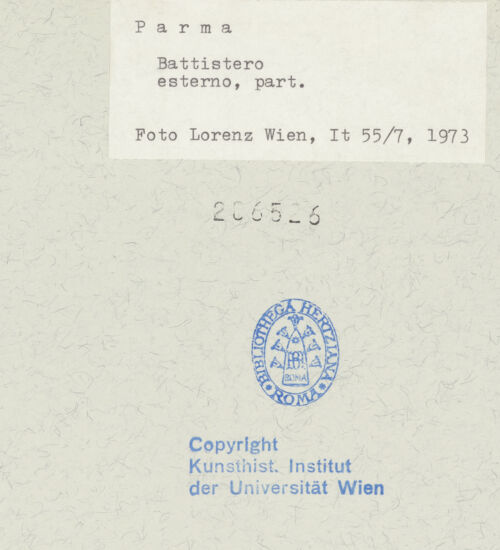 Parma
Battistero
esterno, part.
Foto Lorenz Wien, It 55/7, 1973
BIBLIOTHECA HERTZIANA
ROMA
ROMA
Copyright
Kunsthist. Institut
der Universität Wien